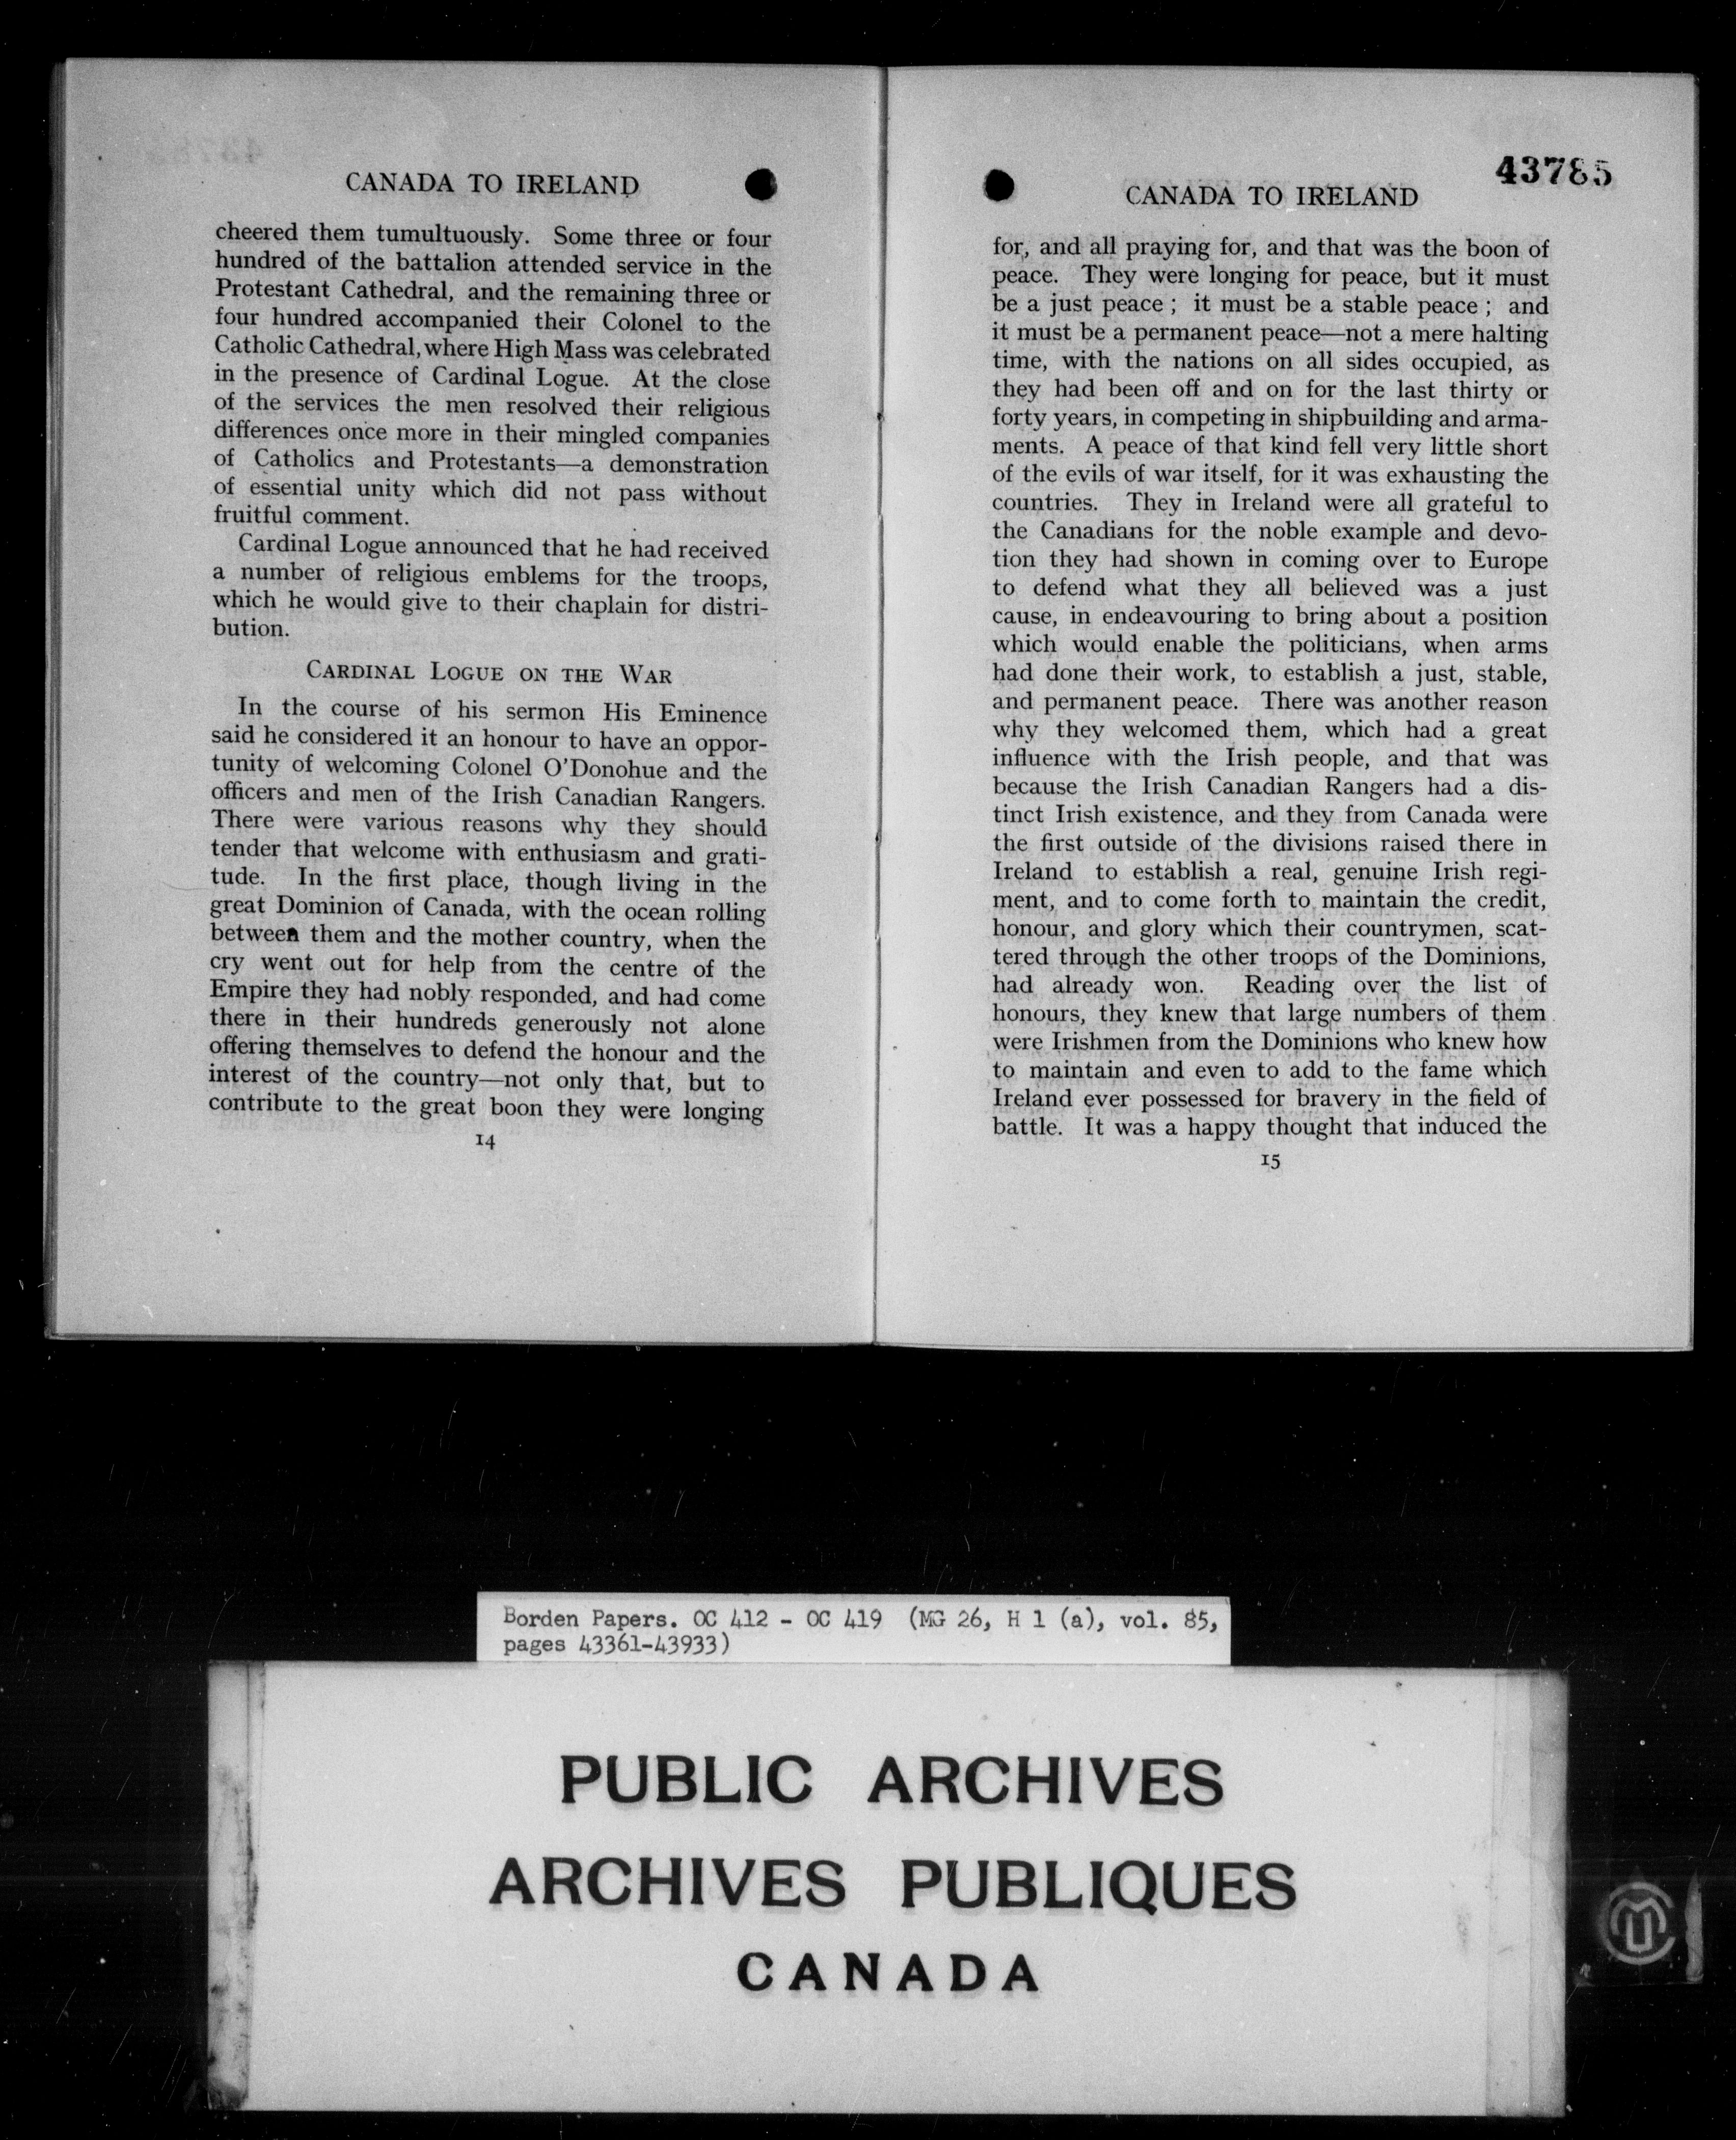 CANADA TO IRELAND
cheered them tumultuously. Some three or four
hundred of the battalion attended service in the
Protestant Cathedral, and the remaining three or
four hundred accompanied their Colonel to the
Catholic Cathedral, where High Mass was celebrated
in the presence of Cardinal Logue. At the close
of the services the men resolved their religious
differences once more in their mingled companies
of Catholics and Protestants—a demonstration
of essential unity which did not pass without
fruitful comment.
Cardinal Logue announced that he had received
a number of religious emblems for the troops,
which he would give to their chaplain for distri-
bution.
CARDINAL LOGUE ON THE WAR
In the course of his sermon His Eminence
said he considered it an honour to have an oppor-
tunity of welcoming Colonel O'Donohue and the
officers and men of the Irish Canadian Rangers.
There were various reasons why they should
tender that welcome with enthusiasm and grati-
tude. In the first place, though living in the
great Dominion of Canada, with the ocean rolling
between them and the mother country, when the
cry went out for help from the centre of the
Empire they had nobly responded, and had come
there in their hundreds generously not alone
offering themselves to defend the honour and the
interest of the country—not only that, but to
contribute to the great boon they were longing
14
43785
CANADA TO IRELAND
for, and all praying for, and that was the boon of
peace. They were longing for peace, but it must
be a just peace ; it must be a stable peace ; and
it must be a permanent peace—not a mere halting
time, with the nations on all sides occupied, as
they had been off and on for the last thirty or
forty years, in competing in shipbuilding and arma-
ments. A peace of that kind fell very little short
of the evils of war itself, for it was exhausting the
countries. They in Ireland were all grateful to
the Canadians for the noble example and devo-
tion they had shown in coming over to Europe
to defend what they all believed was a just
cause, in endeavouring to bring about a position
which would enable the politicians, when arms
had done their work, to establish a just, stable,
and permanent peace. There was another reason
why they welcomed them, which had a great
influence with the Irish people, and that was
because the Irish Canadian Rangers had a dis-
tinct Irish existence, and they from Canada were
the first outside of the divisions raised there in
Ireland to establish a real, genuine Irish regi-
ment, and to come forth to maintain the credit,
honour, and glory which their countrymen, scat-
tered through the other troops of the Dominions,
had already won. Reading over the list of
honours, they knew that large numbers of them
were Irishmen from the Dominions who knew how
to maintain and even to add to the fame which
Ireland ever possessed for bravery in the field of
battle. It was a happy thought that induced the
15
Borden Papers. OC 412 - OC 419 (MG 26, H 1 (a), vol. 85,
pages 43361-43933)
PUBLIC ARCHIVES
ARCHIVES PUBLIQUES
CANADA